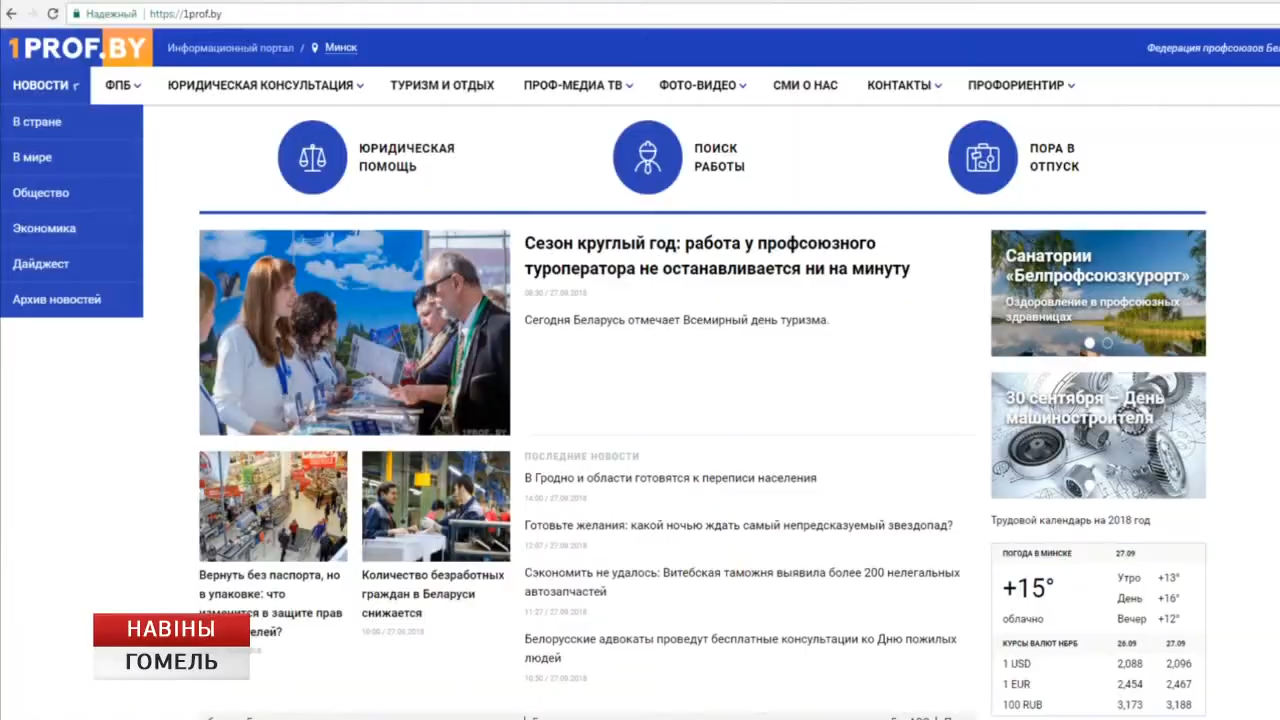 Надежный
https://1prof.by
1PROF.BY
Информационный портал / Минск
Федерация профсоюзов
НОВОСТИ
ФПБ
ЮРИДИЧЕСКАЯ КОНСУЛЬТАЦИЯ
ТУРИЗМ И ОТДЫХ
ПРОФ-МЕДИА ТВ
ФОТО-ВИДЕО
СМИ О НАС
КОНТАКТЫ
ПРОФОРИЕНТИР
В стране
В мире
Общество
Экономика
Дайджест
Архив новостей
ЮРИДИЧЕСКАЯ
ПОМОЩЬ
ПОИСК
РАБОТЫ
ПОРА В
ОТПУСК
Сезон круглый год: работа у профсоюзного
туроператора не останавливается ни на минуту
08:30 / 27.09.2018
Сегодня Беларусь отмечает Всемирный день туризма.
1PROF.BY
Санатории
«Белпрофсоюзкурорт»
Оздоровление в профсоюзных
здравницах
30 сентября – День
машиностроителя
ПОСЛЕДНИЕ НОВОСТИ
В Гродно и области готовятся к переписи населения
14:00 / 27.09.2018
Готовьте желания: какой ночью ждать самый непредсказуемый звездопад?
12:07 / 27.09.2018
Сэкономить не удалось: Витебская таможня выявила более 200 нелегальных
автозапчастей
11:27 / 27.09.2018
Белорусские адвокаты проведут бесплатные консультации ко Дню пожилых
людей
10:50 / 27.09.2018
Вернуть без паспорта, но
в упаковке: что
изменится в защите прав
Количество безработных
граждан в Беларуси
снижается
10:00 / 27.09.2018
Трудовой календарь на 2018 год
ПОГОДА В МИНСКЕ 27.09
+15°
облачно
Утро +13°
День +16°
Вечер +12°
КУРСЫ ВАЛЮТ НБРБ 26.09 27.09
1 USD 2,088 2,096
1 EUR 2,454 2,467
100 RUB 3,173 3,188
НАВІНЫ
ГОМЕЛЬ